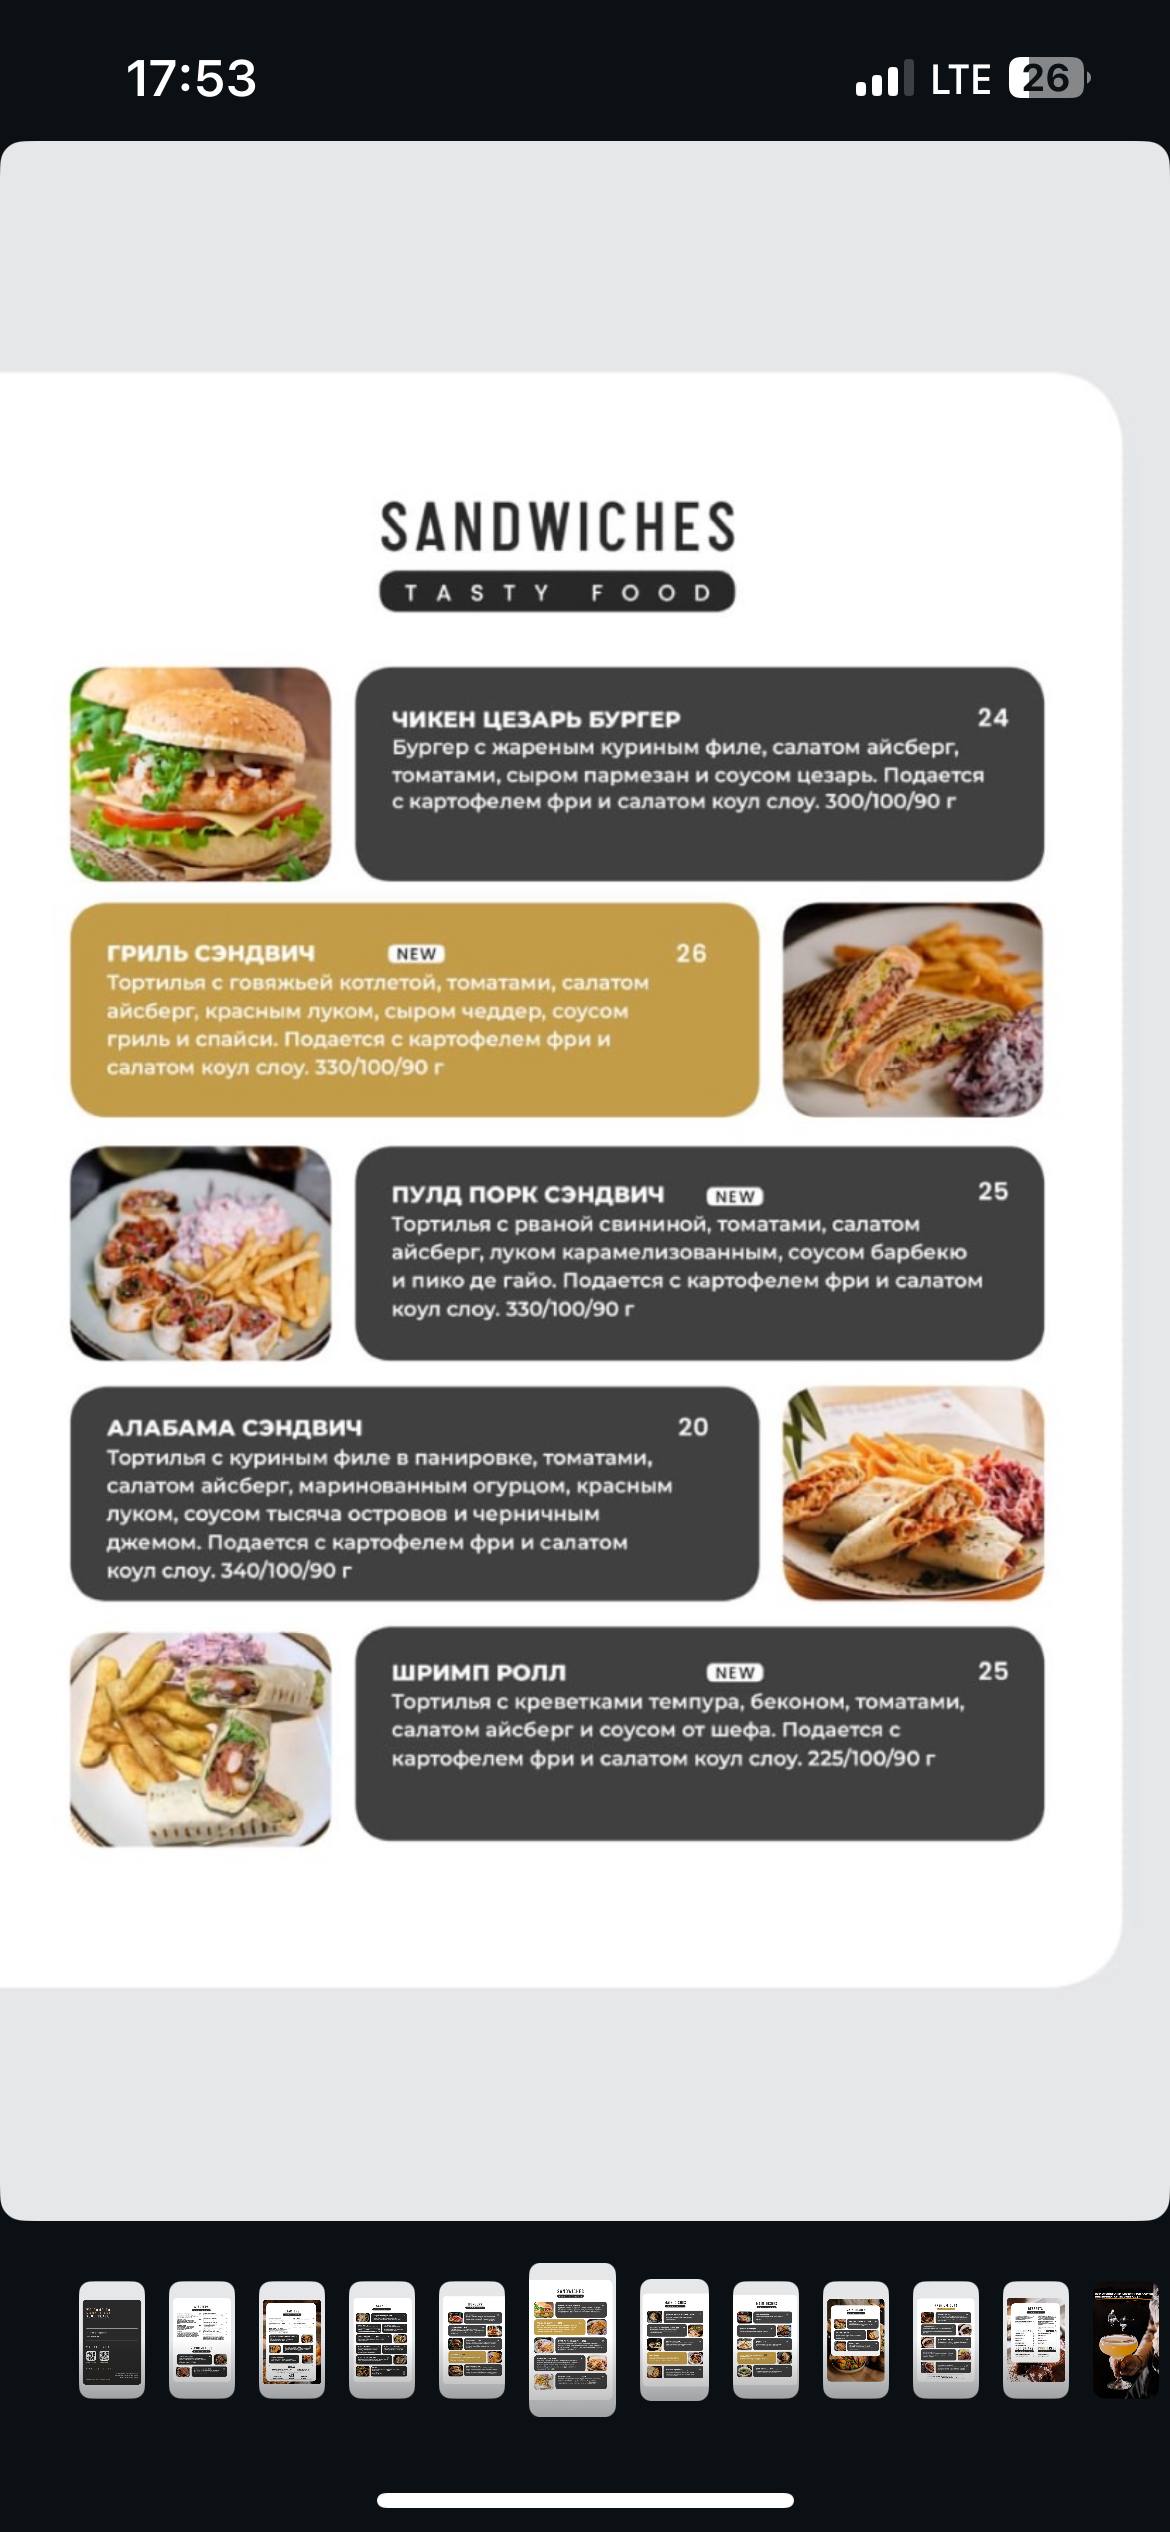 17:53
LTE 26
SANDWICHES
TASTY FOOD
ЧИКЕН ЦЕЗАРЬ БУРГЕР 24
Бургер с жареным куриным филе, салатом айсберг,
томатами, сыром пармезан и соусом цезарь. Подается
с картофелем фри и салатом коул слоу. 300/100/90 г
ГРИЛЬ СЭНДВИЧ NEW 26
Тортилья с говяжьей котлетой, томатами, салатом
айсберг, красным луком, сыром чеддер, соусом
гриль и спайси. Подается с картофелем фри и
салатом коул слоу. 330/100/90 г
ПУЛД ПОРК СЭНДВИЧ NEW 25
Тортилья с рваной свининой, томатами, салатом
айсберг, луком карамелизованным, соусом барбекю
и пико де гайо. Подается с картофелем фри и салатом
коул слоу. 330/100/90 г
АЛАБАМА СЭНДВИЧ 20
Тортилья с куриным филе в панировке, томатами,
салатом айсберг, маринованным огурцом, красным
луком, соусом тысяча островов и черничным
джемом. Подается с картофелем фри и салатом
коул слоу. 340/100/90 г
ШРИМП РОЛЛ NEW 25
Тортилья с креветками темпура, беконом, томатами,
салатом айсберг и соусом от шефа. Подается с
картофелем фри и салатом коул слоу. 225/100/90 г
SANDWICHES